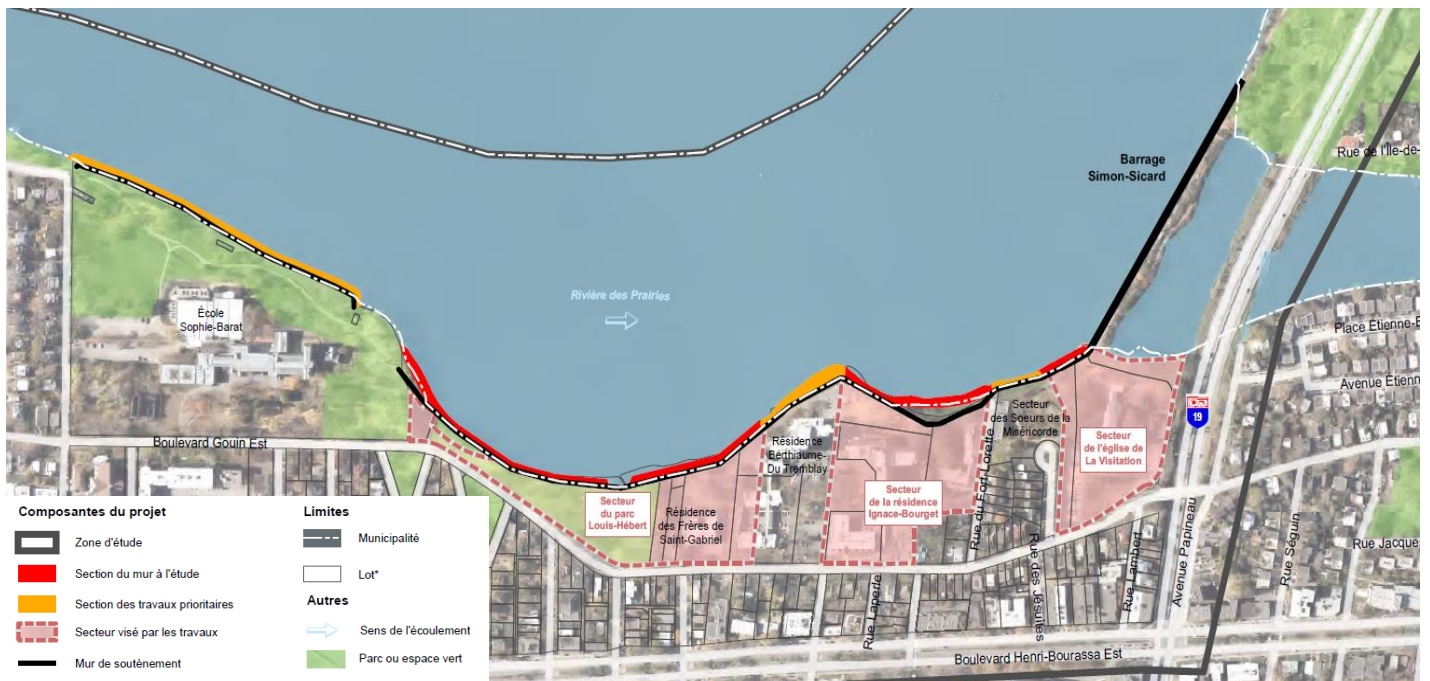 Rue de l'Île-de-
Barrage
Simon-Sicard
Rivière des Prairies
École
Sophie-Barat
Place Étienne-B
Avenue Étienn
19
Boulevard Gouin Est
Secteur
des Soeurs de la
Miséricorde
Résidence
Berthiaume-
Du Tremblay
Secteur
de l'église de
La Visitation
Secteur
du parc
Louis-Hébert
Résidence
des Frères de
Saint-Gabriel
Secteur
de la résidence
Ignace-Bourget
Rue du Fort-Lorette
Rue des Jésuites
Rue Lambert
Avenue Papineau
Rue Séguin
Rue Jacque
Rue Laperle
Boulevard Henri-Bourassa Est
Composantes du projet
Zone d'étude
Section du mur à l'étude
Section des travaux prioritaires
Secteur visé par les travaux
Mur de soutènement
Limites
Municipalité
Lot*
Autres
Sens de l'écoulement
Parc ou espace vert